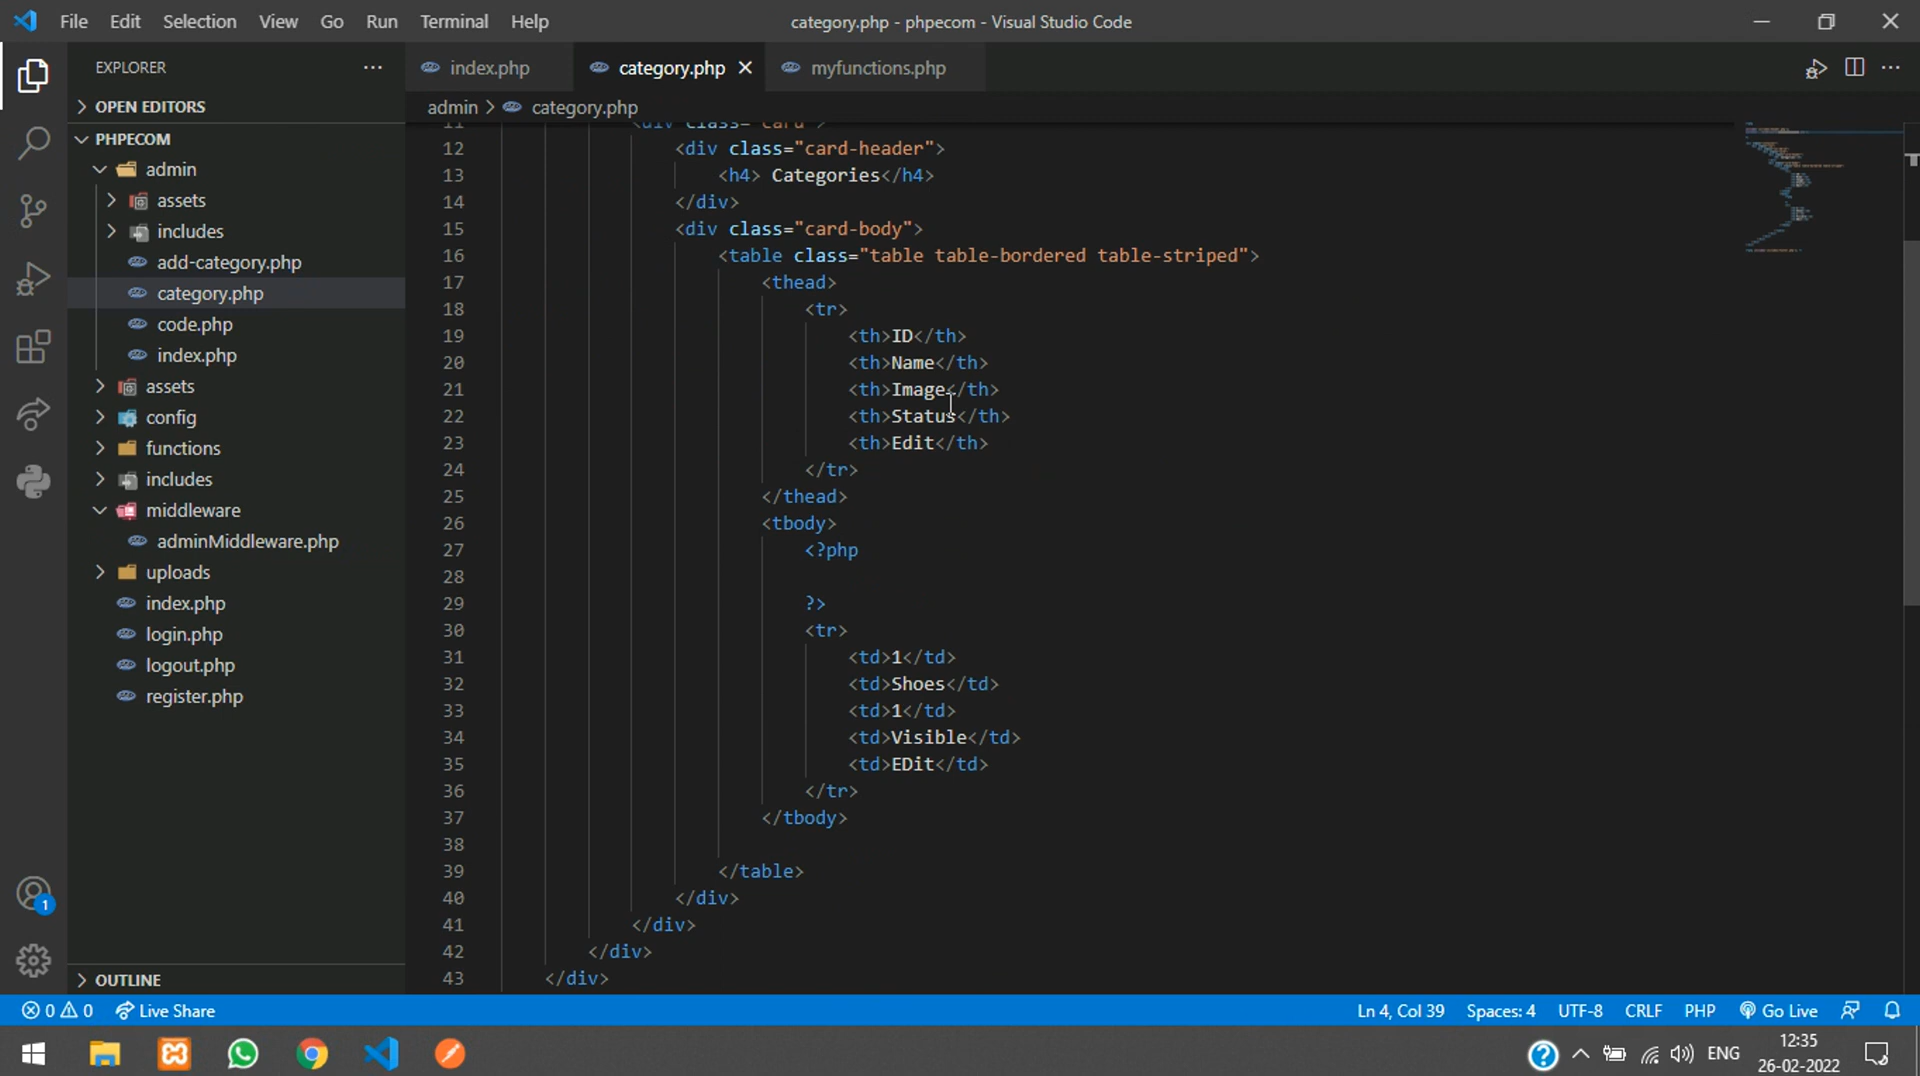 File Edit Selection View Go Run Terminal Help category.php - phpecom - Visual Studio Code
EXPLORER
OPEN EDITORS
PHPECOM
admin
assets
includes
add-category.php
category.php
code.php
index.php
assets
config
functions
includes
middleware
adminMiddleware.php
uploads
index.php
login.php
logout.php
register.php
OUTLINE
index.php category.php myfunctions.php
admin > category.php
11 <div class="card">
12 <div class="card-header">
13 <h4> Categories</h4>
14 </div>
15 <div class="card-body">
16 <table class="table table-bordered table-striped">
17 <thead>
18 <tr>
19 <th>ID</th>
20 <th>Name</th>
21 <th>Image</th>
22 <th>Status</th>
23 <th>Edit</th>
24 </tr>
25 </thead>
26 <tbody>
27 <?php
28
29 ?>
30 <tr>
31 <td>1</td>
32 <td>Shoes</td>
33 <td>1</td>
34 <td>Visible</td>
35 <td>EDit</td>
36 </tr>
37 </tbody>
38
39 </table>
40 </div>
41 </div>
42 </div>
43 </div>
1
0 0 Live Share Ln 4, Col 39 Spaces: 4 UTF-8 CRLF PHP Go Live
ENG 12:35
26-02-2022